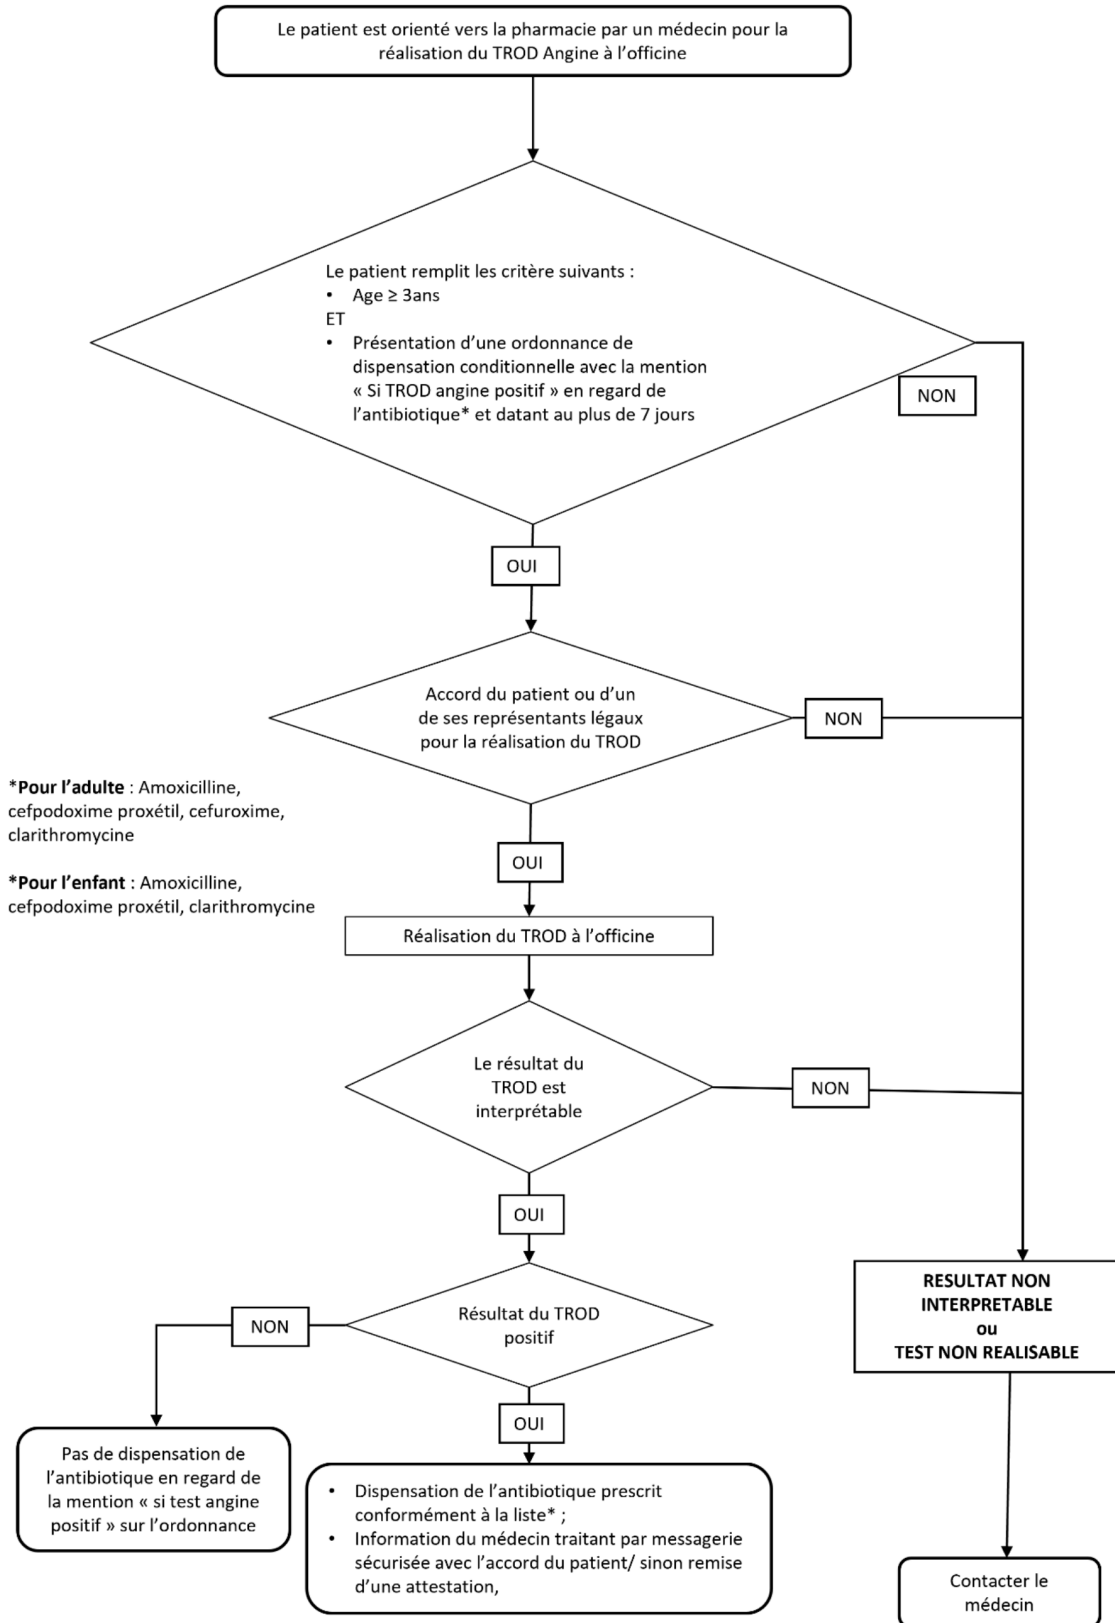 Le patient est orienté vers la pharmacie par un médecin pour la
réalisation du TROD Angine à l'officine
Le patient remplit les critère suivants :
• Age ≥ 3ans
ET
• Présentation d'une ordonnance de
dispensation conditionnelle avec la mention
« Si TROD angine positif » en regard de
l'antibiotique* et datant au plus de 7 jours
NON
OUI
Accord du patient ou d'un
de ses représentants légaux
pour la réalisation du TROD
NON
*Pour l'adulte : Amoxicilline,
cefpodoxime proxétil, cefuroxime,
clarithromycine
*Pour l'enfant : Amoxicilline,
cefpodoxime proxétil, clarithromycine
OUI
Réalisation du TROD à l'officine
Le résultat du
TROD est
interprétable
NON
OUI
Résultat du TROD
positif
NON
RESULTAT NON
INTERPRETABLE
ou
TEST NON REALISABLE
OUI
Pas de dispensation de
l'antibiotique en regard de
la mention « si test angine
positif » sur l'ordonnance
• Dispensation de l'antibiotique prescrit
conformément à la liste* ;
• Information du médecin traitant par messagerie
sécurisée avec l'accord du patient/ sinon remise
d'une attestation,
Contacter le
médecin